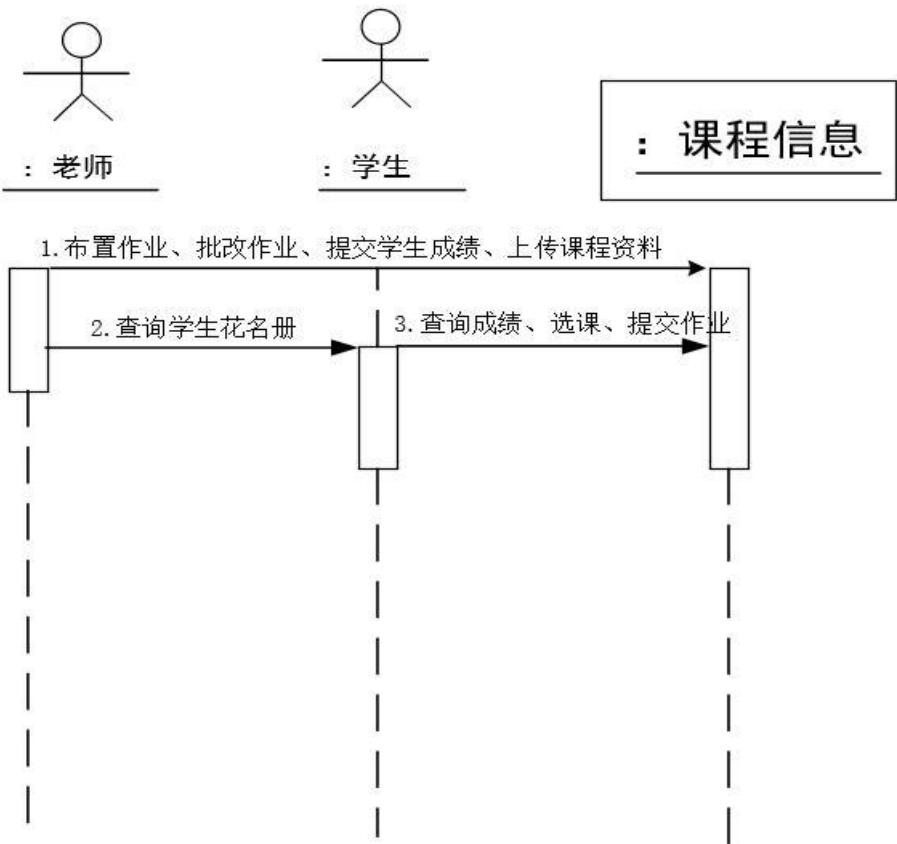 ：老师
：学生
：课程信息
1.布置作业、批改作业、提交学生成绩、上传课程资料
2.查询学生花名册
3.查询成绩、选课、提交作业